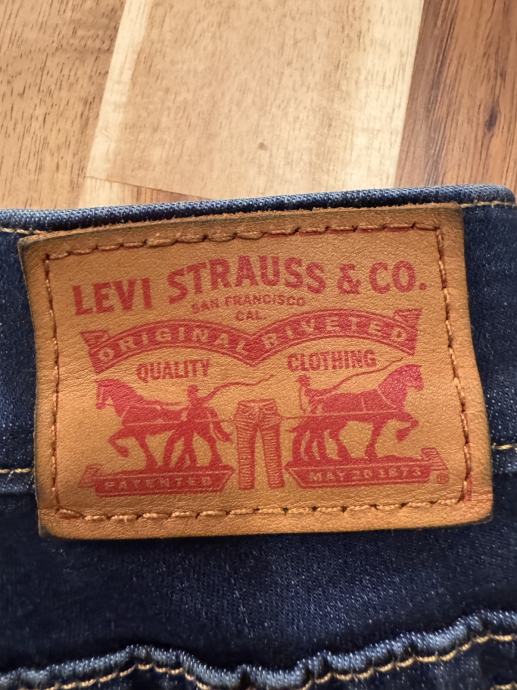 LEVI STRAUSS & CO.
SAN FRANCISCO
CAL.
ORIGINAL RIVETED
QUALITY CLOTHING
PATENTED MAY 20 1873 ®